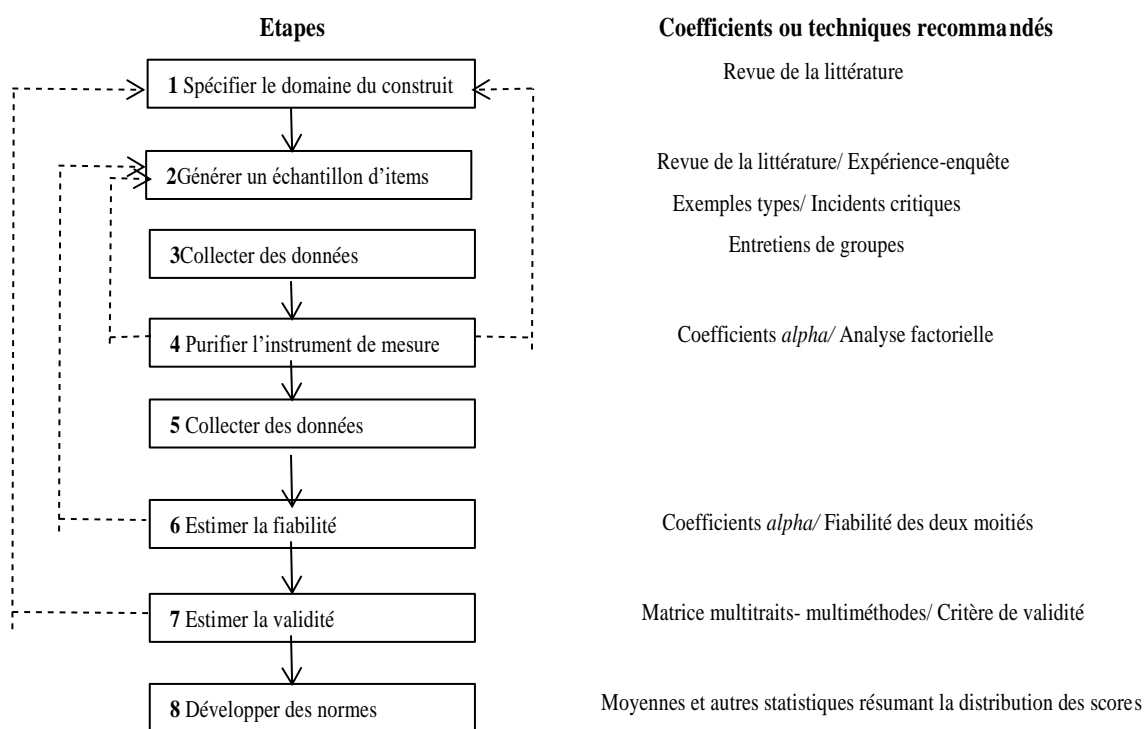 Etapes
Coefficients ou techniques recommandés
1 Spécifier le domaine du construit
Revue de la littérature
2Générer un échantillon d'items
Revue de la littérature/ Expérience-enquête
Exemples types/ Incidents critiques
3Collecter des données
Entretiens de groupes
4 Purifier l'instrument de mesure
Coefficients alpha/ Analyse factorielle
5 Collecter des données
6 Estimer la fiabilité
Coefficients alpha/ Fiabilité des deux moitiés
7 Estimer la validité
Matrice multitraits- multiméthodes/ Critère de validité
8 Développer des normes
Moyennes et autres statistiques résumant la distribution des scores